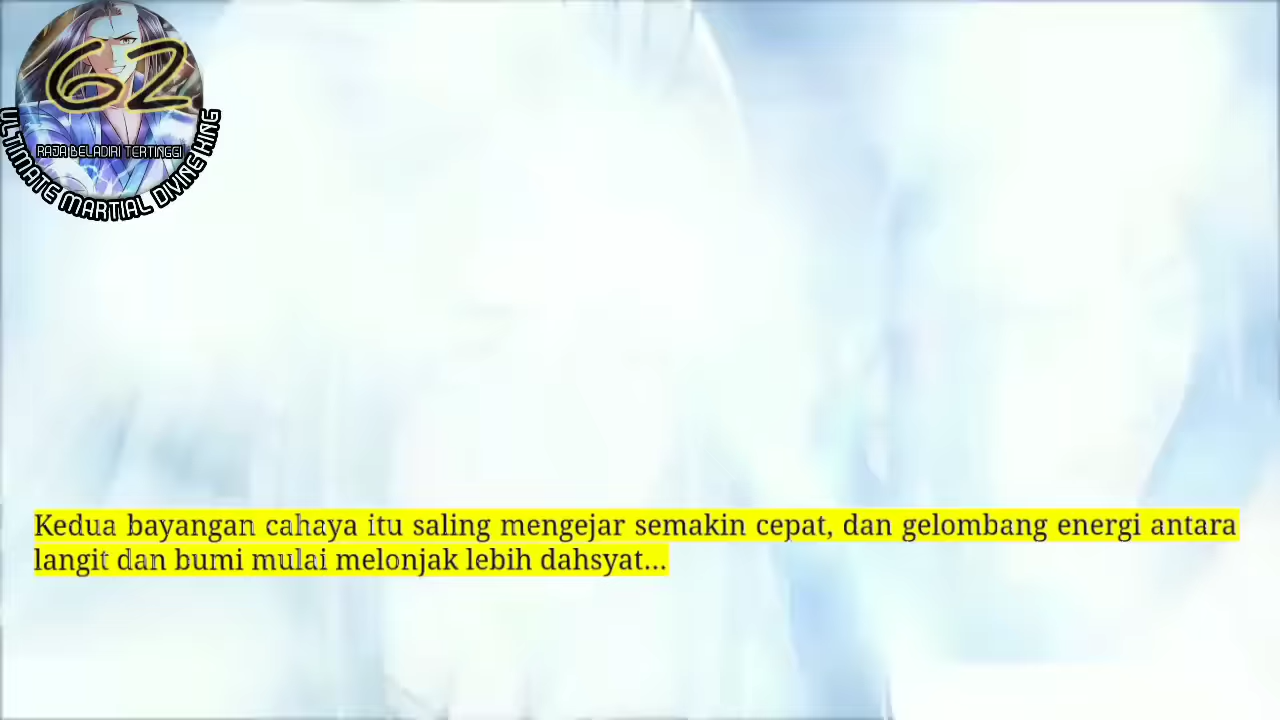 62
RAJA BELADIRI TERTINGGI
ULTIMATE MARTIAL DIVINE KING
Kedua bayangan cahaya itu saling mengejar semakin cepat, dan gelombang energi antara
langit dan bumi mulai melonjak lebih dahsyat...